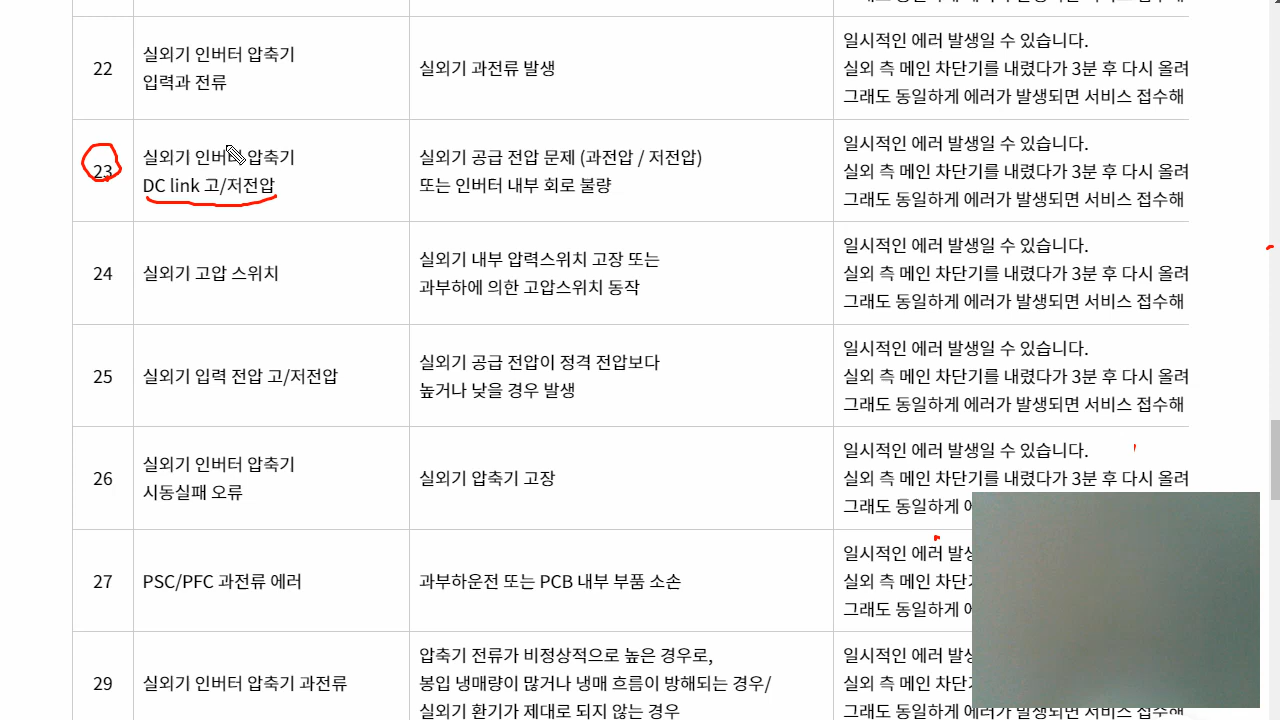 22
실외기 인버터 압축기
입력과 전류
실외기 과전류 발생
일시적인 에러 발생일 수 있습니다.
실외 측 메인 차단기를 내렸다가 3분 후 다시 올려
그래도 동일하게 에러가 발생되면 서비스 접수해
23
실외기 인버터 압축기
DC link 고/저전압
실외기 공급 전압 문제 (과전압 / 저전압)
또는 인버터 내부 회로 불량
일시적인 에러 발생일 수 있습니다.
실외 측 메인 차단기를 내렸다가 3분 후 다시 올려
그래도 동일하게 에러가 발생되면 서비스 접수해
24
실외기 고압 스위치
실외기 내부 압력스위치 고장 또는
과부하에 의한 고압스위치 동작
일시적인 에러 발생일 수 있습니다.
실외 측 메인 차단기를 내렸다가 3분 후 다시 올려
그래도 동일하게 에러가 발생되면 서비스 접수해
25
실외기 입력 전압 고/저전압
실외기 공급 전압이 정격 전압보다
높거나 낮을 경우 발생
일시적인 에러 발생일 수 있습니다.
실외 측 메인 차단기를 내렸다가 3분 후 다시 올려
그래도 동일하게 에러가 발생되면 서비스 접수해
26
실외기 인버터 압축기
시동실패 오류
실외기 압축기 고장
일시적인 에러 발생일 수 있습니다.
실외 측 메인 차단기를 내렸다가 3분 후 다시 올려
그래도 동일하게
27
PSC/PFC 과전류 에러
과부하운전 또는 PCB 내부 부품 소손
일시적인 에러
실외 측 메인
그래도 동일하게
29
실외기 인버터 압축기 과전류
압축기 전류가 비정상적으로 높은 경우로,
봉입 냉매량이 많거나 냉매 흐름이 방해되는 경우/
실외기 환기가 제대로 되지 않는 경우
일시적인 에러
실외 측 메인
그래도 동일하게 에러가 발생되면 서비스 접수해